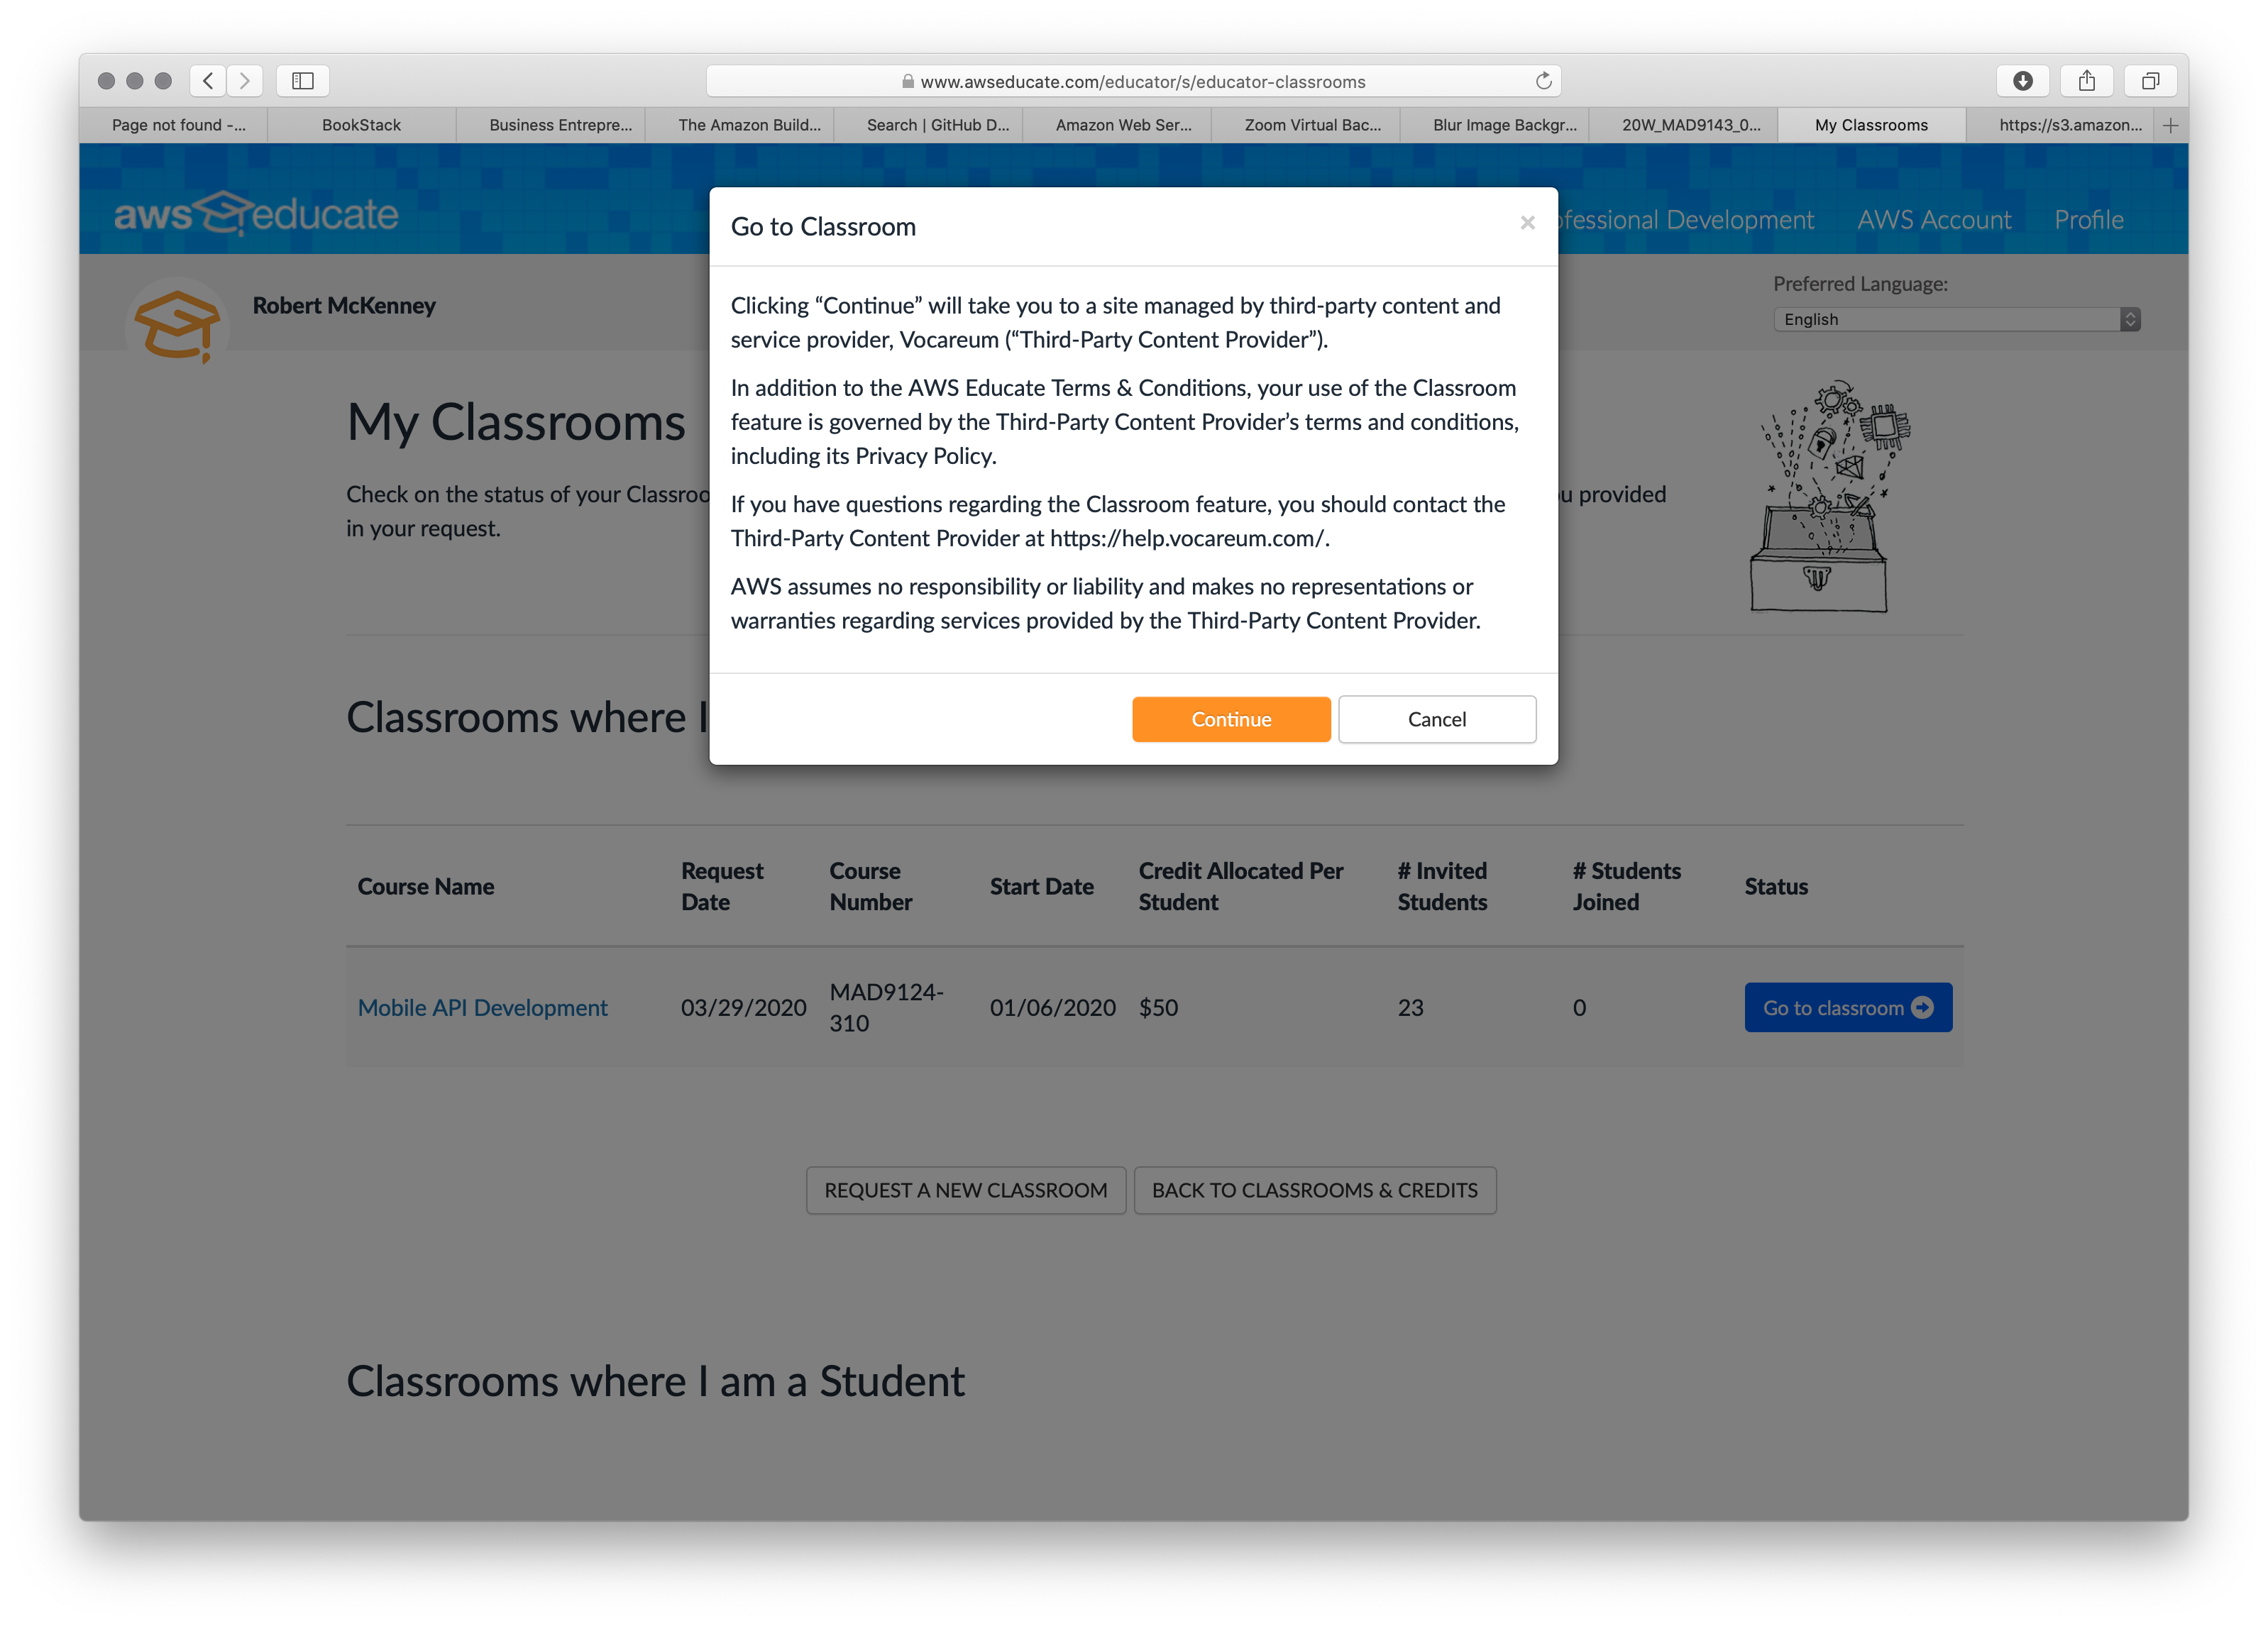 www.awseducate.com/educator/s/educator-classrooms
Page not found -...
BookStack
Business Entrepre...
The Amazon Build...
Search | GitHub D...
Amazon Web Ser...
Zoom Virtual Bac...
Blur Image Backgr...
20W_MAD9143_0...
My Classrooms
https://s3.amazon...
aws educate
ofessional Development
AWS Account
Profile
Robert McKenney
Preferred Language:
English
My Classrooms
Check on the status of your Classroo
u provided
in your request.
Go to Classroom
×
Clicking “Continue” will take you to a site managed by third-party content and
service provider, Vocareum (“Third-Party Content Provider”).
In addition to the AWS Educate Terms & Conditions, your use of the Classroom
feature is governed by the Third-Party Content Provider’s terms and conditions,
including its Privacy Policy.
If you have questions regarding the Classroom feature, you should contact the
Third-Party Content Provider at https://help.vocareum.com/.
AWS assumes no responsibility or liability and makes no representations or
warranties regarding services provided by the Third-Party Content Provider.
Continue
Cancel
Classrooms where I
Course Name
Request
Date
Course
Number
Start Date
Credit Allocated Per
Student
# Invited
Students
# Students
Joined
Status
Mobile API Development
03/29/2020
MAD9124-
310
01/06/2020
$50
23
0
Go to classroom
REQUEST A NEW CLASSROOM
BACK TO CLASSROOMS & CREDITS
Classrooms where I am a Student